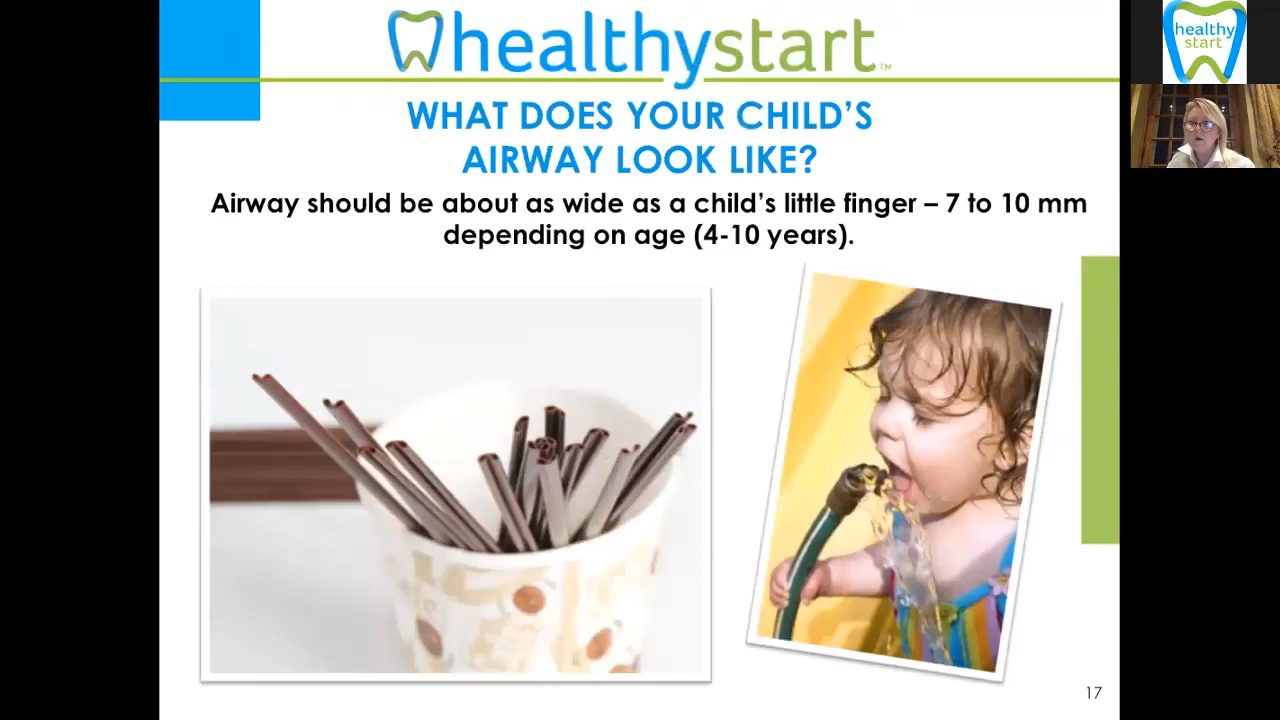 healthystart™
WHAT DOES YOUR CHILD'S
AIRWAY LOOK LIKE?
Airway should be about as wide as a child's little finger – 7 to 10 mm
depending on age (4-10 years).
17
healthy
start